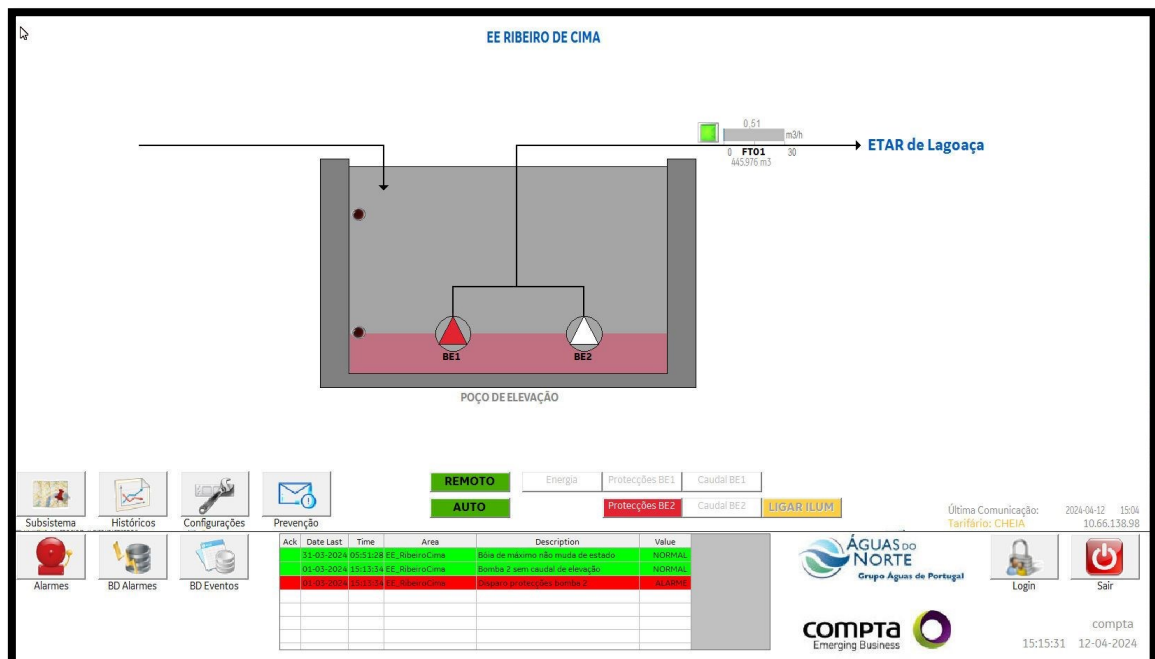 EE RIBEIRO DE CIMA
0,51
m3/h
0 FT01 30
445,976 m3
ETAR de Lagoaça
BE1 BE2
POÇO DE ELEVAÇÃO
REMOTO Energia Protecções BE1 Caudal BE1
AUTO Protecções BE2 Caudal BE2 LIGAR ILUM
Subsistema Históricos Configurações Prevenção
Última Comunicação: 2024-04-12 15:04
Tarifário: CHEIA 10.66.138.98
Ack Date Last Time Area Description Value
31-03-2024 05:51:28 EE_RibeiroCima Bóia de máximo não muda de estado NORMAL
01-03-2024 15:13:34 EE_RibeiroCima Bomba 2 sem caudal de elevação NORMAL
01-03-2024 15:13:34 EE_RibeiroCima Disparo protecções bomba 2 ALARME
Alarmes BD Alarmes BD Eventos
ÁGUAS DO
NORTE
Grupo Águas de Portugal
Login Sair
compta
Emerging Business
compta
15:15:31 12-04-2024